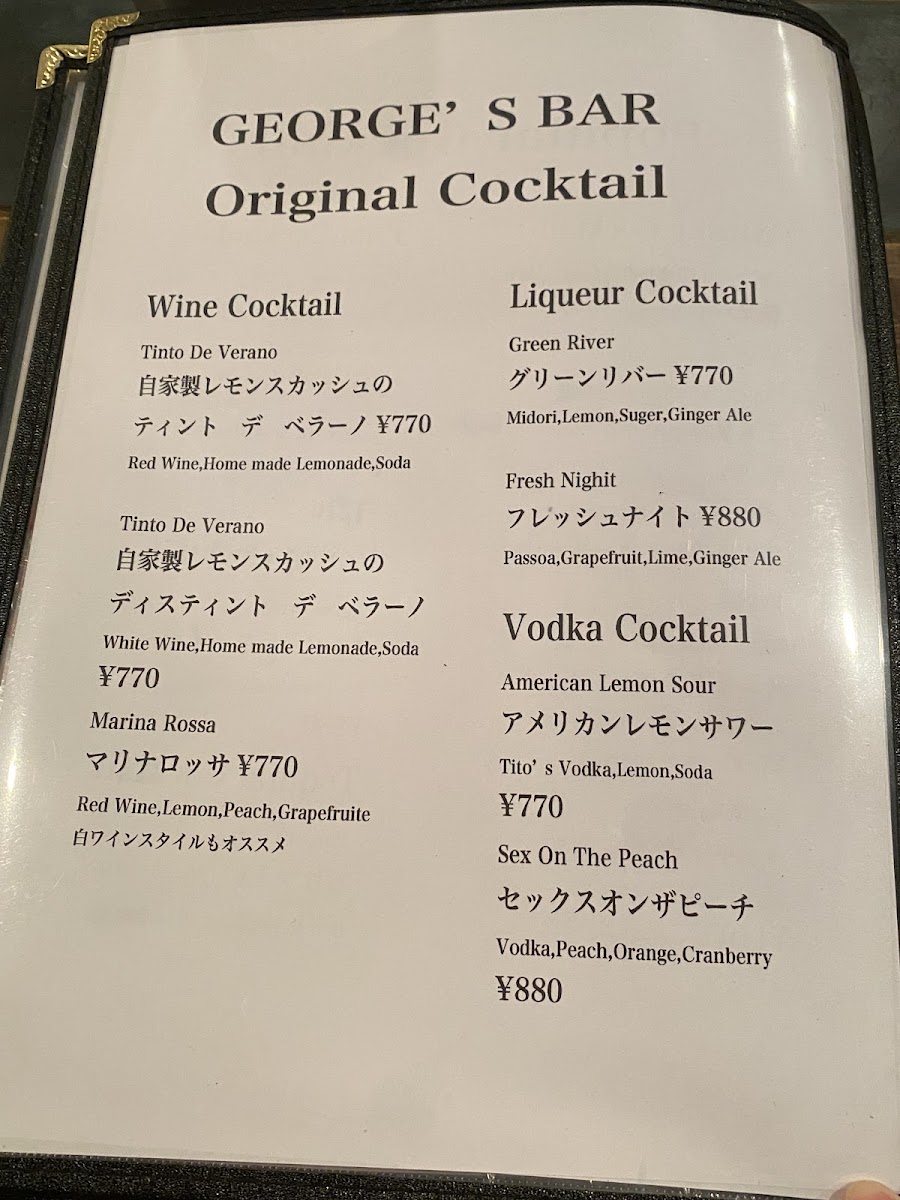 GEORGE’ S BAR
Original Cocktail
Wine Cocktail
Tinto De Verano
自家製レモンスカッシュの
ティント　デ　ベラーノ ¥770
Red Wine,Home made Lemonade,Soda
Tinto De Verano
自家製レモンスカッシュの
ディスティント　デ　ベラーノ
White Wine,Home made Lemonade,Soda
¥770
Marina Rossa
マリナロッサ ¥770
Red Wine,Lemon,Peach,Grapefruite
白ワインスタイルもオススメ
Liqueur Cocktail
Green River
グリーンリバー ¥770
Midori,Lemon,Suger,Ginger Ale
Fresh Nighit
フレッシュナイト ¥880
Passoa,Grapefruit,Lime,Ginger Ale
Vodka Cocktail
American Lemon Sour
アメリカンレモンサワー
Tito’ s Vodka,Lemon,Soda
¥770
Sex On The Peach
セックスオンザピーチ
Vodka,Peach,Orange,Cranberry
¥880